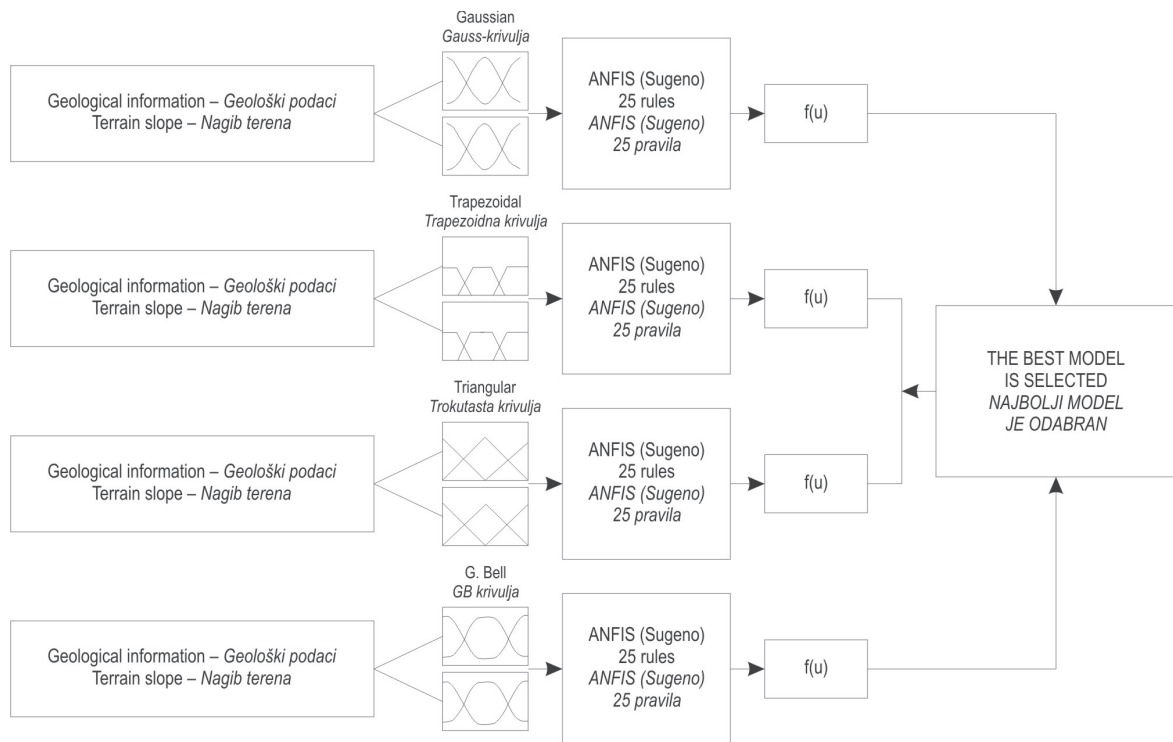 Gaussian
Gauss-krivulja
Geological information – Geološki podaci
Terrain slope – Nagib terena
ANFIS (Sugeno)
25 rules
ANFIS (Sugeno)
25 pravila
f(u)
Trapezoidal
Trapezoidna krivulja
Geological information – Geološki podaci
Terrain slope – Nagib terena
ANFIS (Sugeno)
25 rules
ANFIS (Sugeno)
25 pravila
f(u)
THE BEST MODEL
IS SELECTED
NAJBOLJI MODEL
JE ODABRAN
Triangular
Trokutasta krivulja
Geological information – Geološki podaci
Terrain slope – Nagib terena
ANFIS (Sugeno)
25 rules
ANFIS (Sugeno)
25 pravila
f(u)
G. Bell
GB krivulja
Geological information – Geološki podaci
Terrain slope – Nagib terena
ANFIS (Sugeno)
25 rules
ANFIS (Sugeno)
25 pravila
f(u)